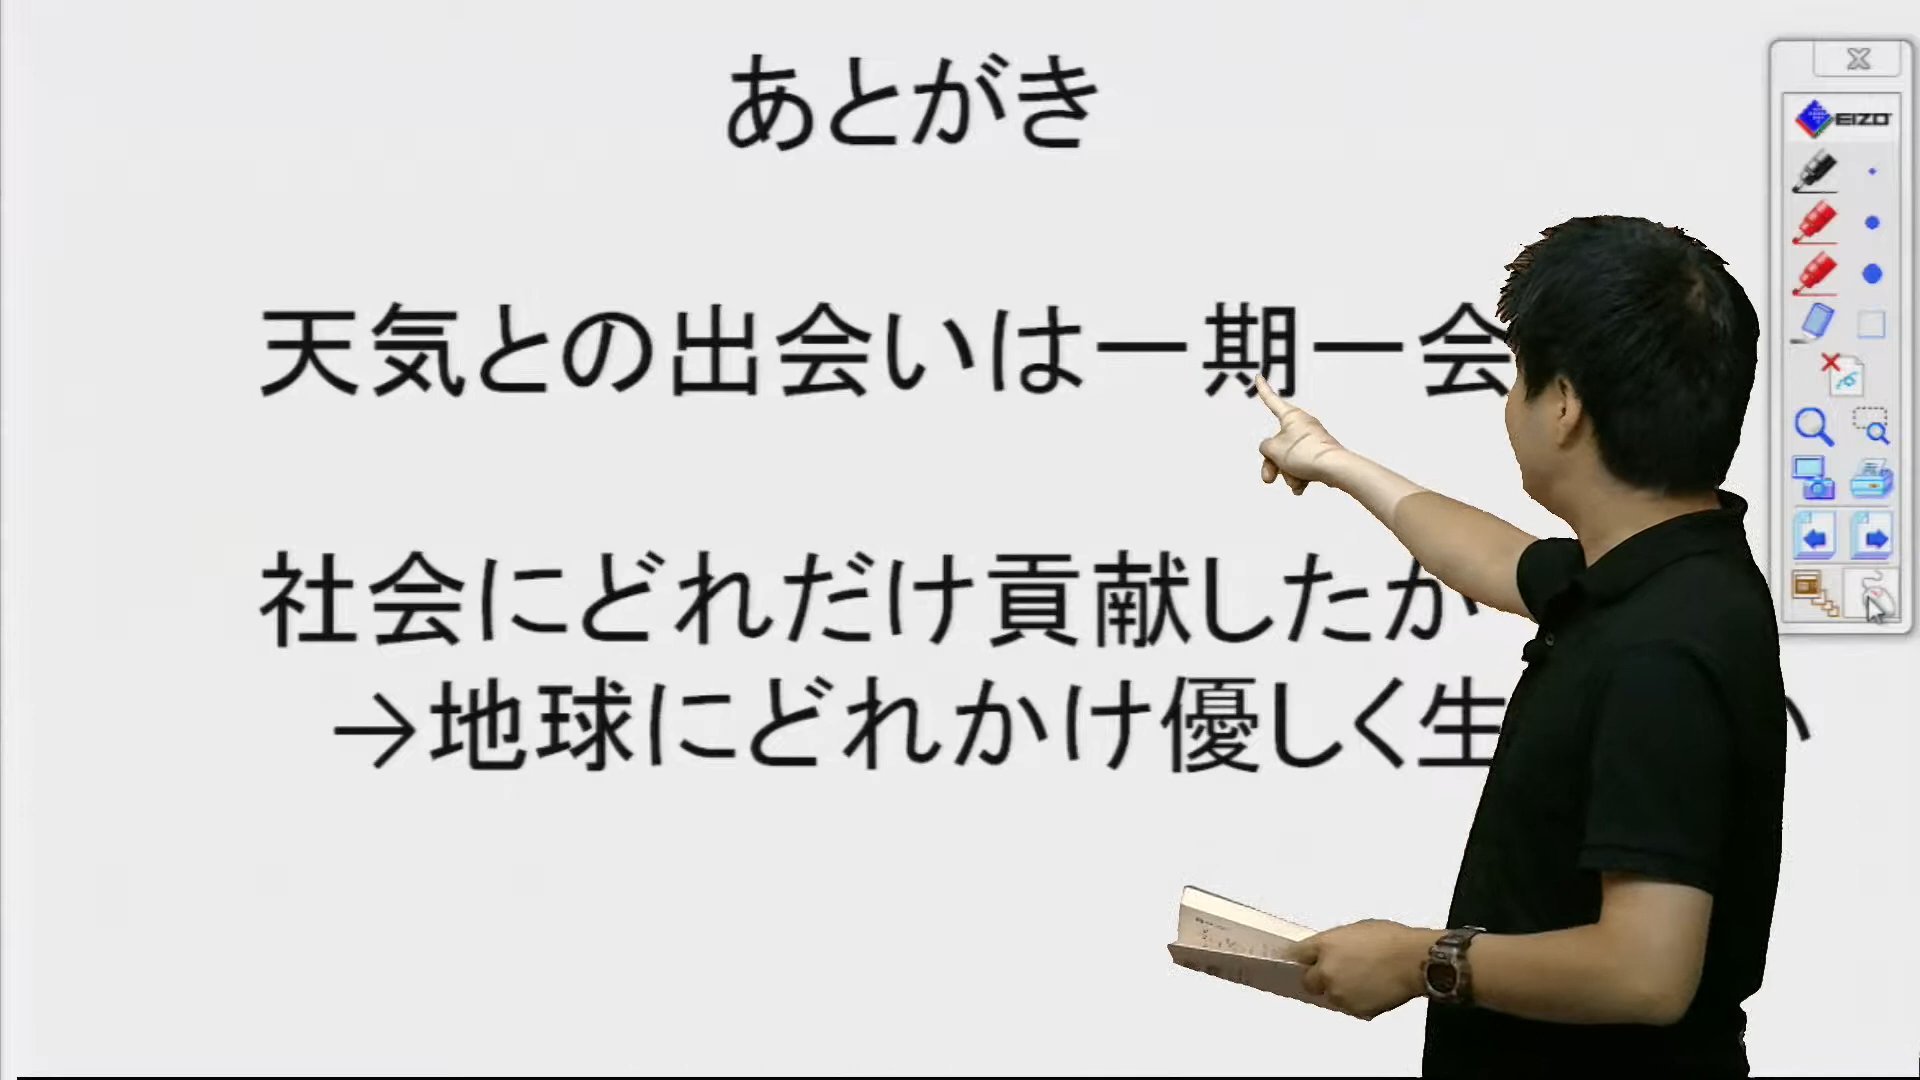 あとがき
天気との出会いは一期一会
社会にどれだけ貢献したか
→地球にどれかけ優しく生
EIZO